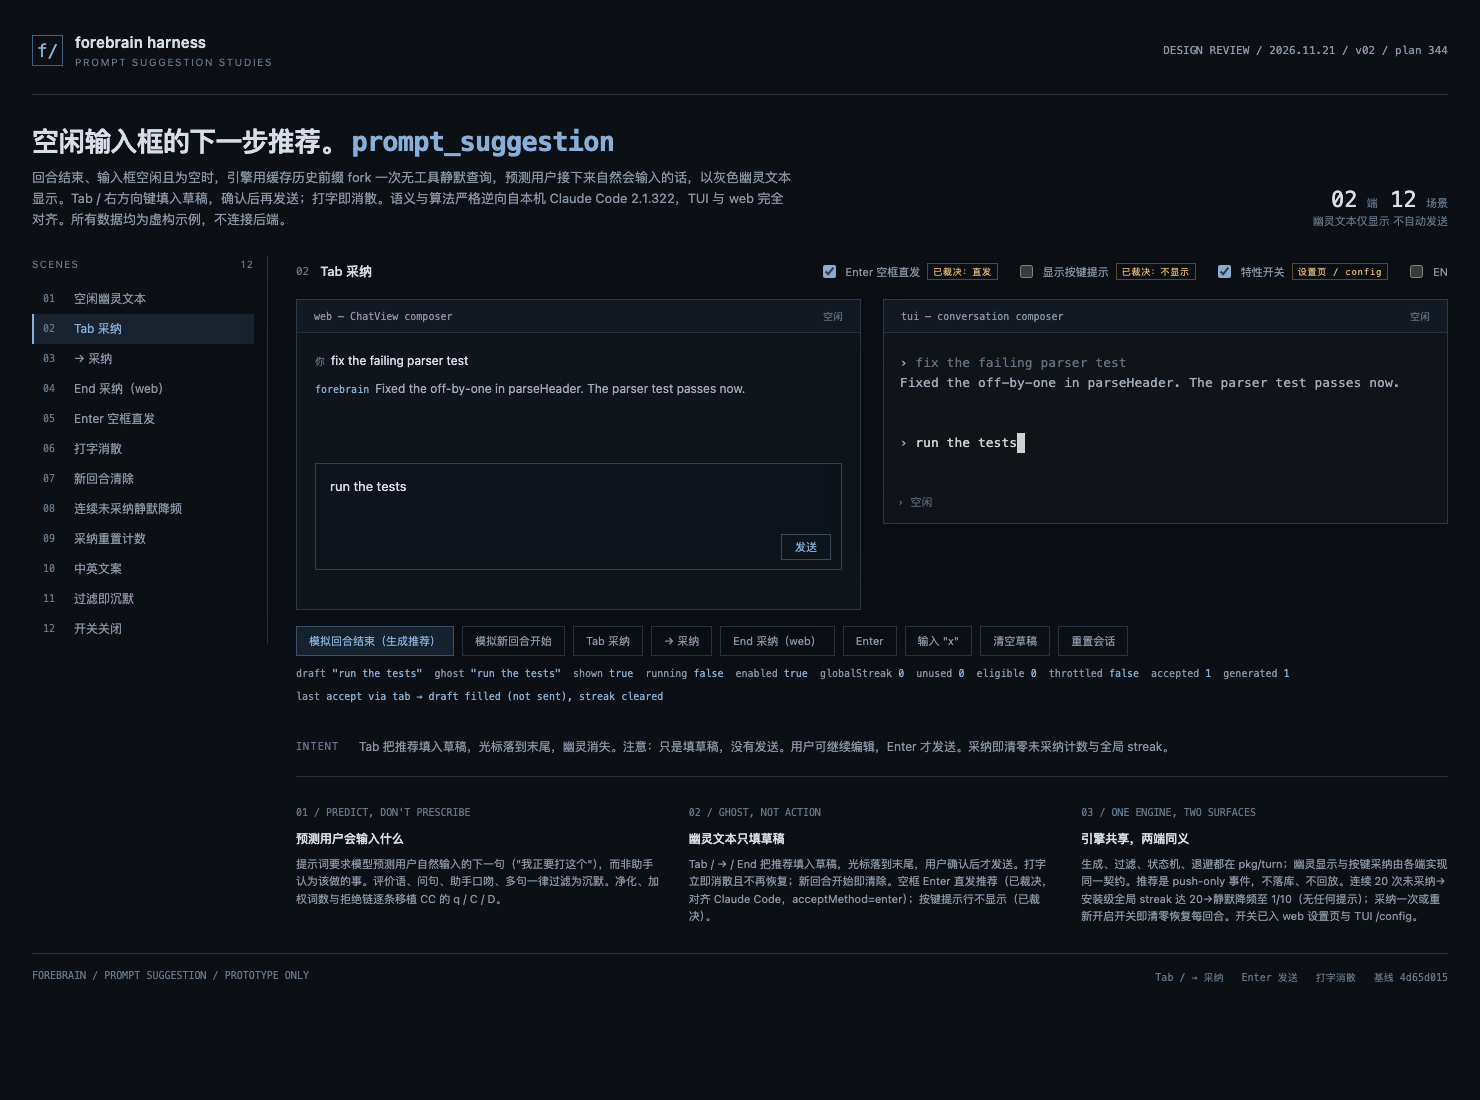 f/
forebrain harness
PROMPT SUGGESTION STUDIES
DESIGN REVIEW / 2026.11.21 / v02 / plan 344
空闲输入框的下一步推荐。prompt_suggestion
回合结束、输入框空闲且为空时，引擎用缓存历史前缀 fork 一次无工具静默查询，预测用户接下来自然会输入的话，以灰色幽灵文本
显示。Tab / 右方向键填入草稿，确认后再发送；打字即消散。语义与算法严格逆向自本机 Claude Code 2.1.322，TUI 与 web 完全
对齐。所有数据均为虚构示例，不连接后端。
02 端 12 场景
幽灵文本仅显示 不自动发送
SCENES 12
01 空闲幽灵文本
02 Tab 采纳
03 → 采纳
04 End 采纳（web）
05 Enter 空框直发
06 打字消散
07 新回合清除
08 连续未采纳静默降频
09 采纳重置计数
10 中英文案
11 过滤即沉默
12 开关关闭
02 Tab 采纳
Enter 空框直发 已裁决：直发 显示按键提示 已裁决：不显示 特性开关 设置页 / config EN
web — ChatView composer 空闲
你 fix the failing parser test
forebrain Fixed the off-by-one in parseHeader. The parser test passes now.
run the tests
发送
tui — conversation composer 空闲
› fix the failing parser test
Fixed the off-by-one in parseHeader. The parser test passes now.
› run the tests
› 空闲
模拟回合结束（生成推荐） 模拟新回合开始 Tab 采纳 → 采纳 End 采纳（web） Enter 输入 "x" 清空草稿 重置会话
draft "run the tests" ghost "run the tests" shown true running false enabled true globalStreak 0 unused 0 eligible 0 throttled false accepted 1 generated 1
last accept via tab → draft filled (not sent), streak cleared
INTENT Tab 把推荐填入草稿，光标落到末尾，幽灵消失。注意：只是填草稿，没有发送。用户可继续编辑，Enter 才发送。采纳即清零未采纳计数与全局 streak。
01 / PREDICT, DON'T PRESCRIBE
预测用户会输入什么
提示词要求模型预测用户自然输入的下一句（"我正要打这个"），而非助手
认为该做的事。评价语、问句、助手口吻、多句一律过滤为沉默。净化、加
权词数与拒绝链逐条移植 CC 的 q / C / D。
02 / GHOST, NOT ACTION
幽灵文本只填草稿
Tab / → / End 把推荐填入草稿，光标落到末尾，用户确认后才发送。打字
立即消散且不再恢复；新回合开始即清除。空框 Enter 直发推荐（已裁决，
对齐 Claude Code，acceptMethod=enter）；按键提示行不显示（已裁
决）。
03 / ONE ENGINE, TWO SURFACES
引擎共享，两端同义
生成、过滤、状态机、退避都在 pkg/turn；幽灵显示与按键采纳由各端实现
同一契约。推荐是 push-only 事件，不落库、不回放。连续 20 次未采纳→
安装级全局 streak 达 20→静默降频至 1/10（无任何提示）；采纳一次或重
新开启开关即清零恢复每回合。开关已入 web 设置页与 TUI /config。
FOREBRAIN / PROMPT SUGGESTION / PROTOTYPE ONLY
Tab / → 采纳 Enter 发送 打字消散 基线 4d65d015